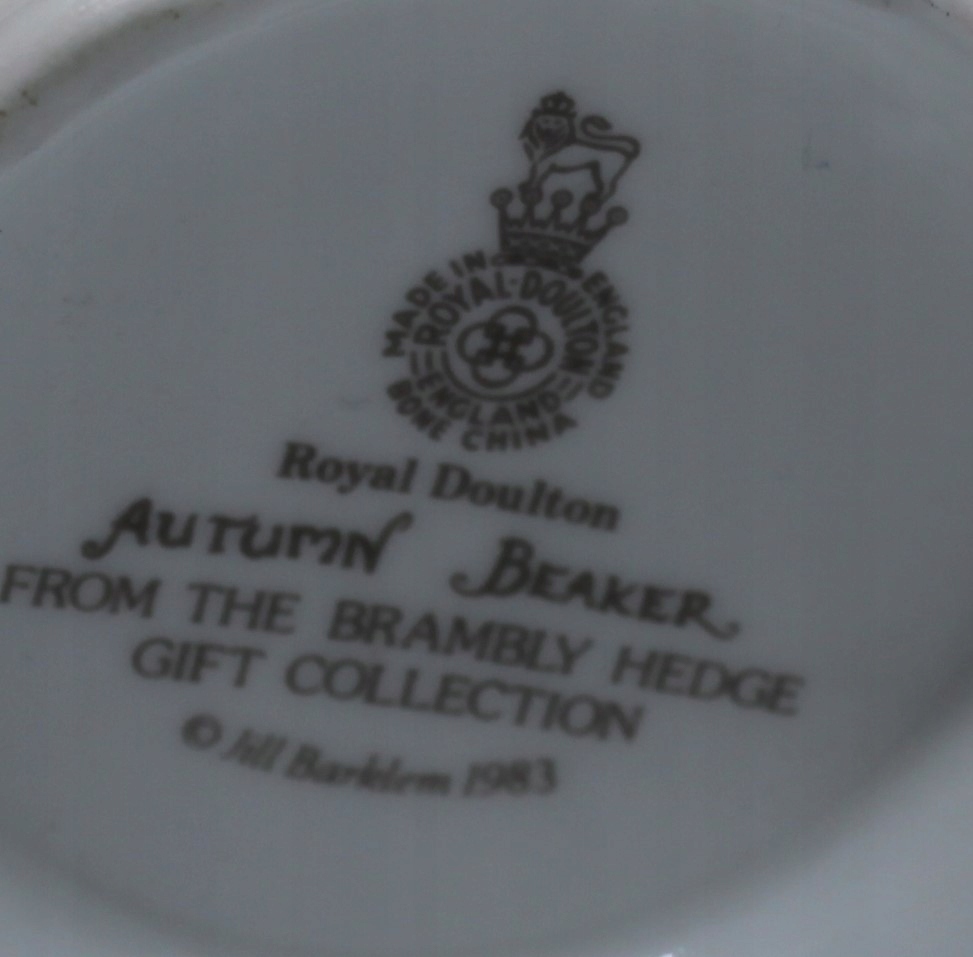 MADE IN ENGLAND
ROYAL·DOULTON
ENGLAND
BONE CHINA
Royal Doulton
AUTUMN BEAKER
FROM THE BRAMBLY HEDGE
GIFT COLLECTION
© Jill Barklem 1983